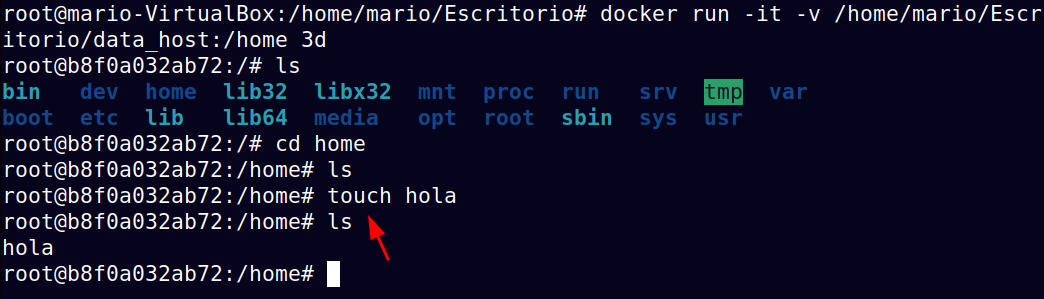 root@mario-VirtualBox:/home/mario/Escritorio# docker run -it -v /home/mario/Escr
itorio/data_host:/home 3d
root@b8f0a032ab72:/# ls
bin dev home lib32 libx32 mnt proc run srv tmp var
boot etc lib lib64 media opt root sbin sys usr
root@b8f0a032ab72:/# cd home
root@b8f0a032ab72:/home# ls
root@b8f0a032ab72:/home# touch hola
root@b8f0a032ab72:/home# ls
hola
root@b8f0a032ab72:/home#